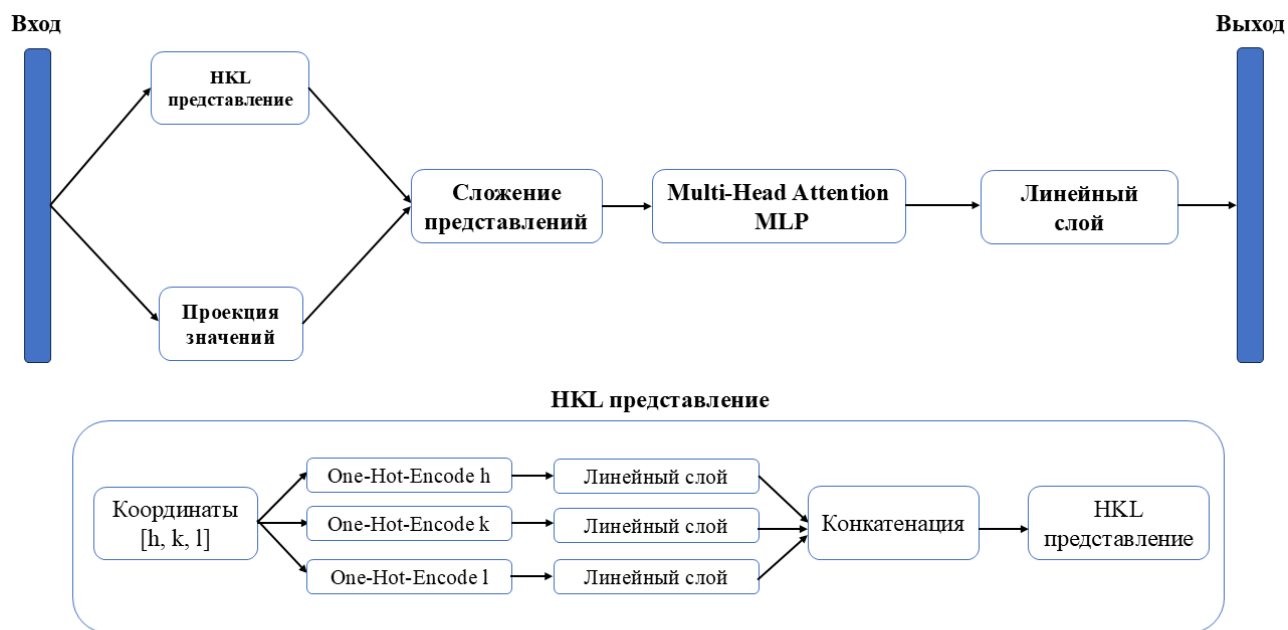 Вход
Выход
HKL
представление
Проекция
значений
Сложение
представлений
Multi-Head Attention
MLP
Линейный
слой
HKL представление
Координаты
[h, k, l]
One-Hot-Encode h
Линейный слой
One-Hot-Encode k
Линейный слой
One-Hot-Encode l
Линейный слой
Конкатенация
HKL
представление